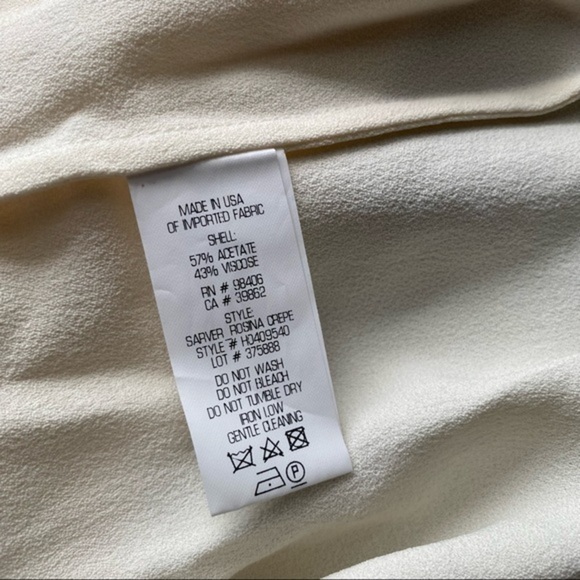 MADE IN USA
OF IMPORTED FABRIC
SHELL:
57% ACETATE
43% VISCOSE
RN # 98406
CA # 39862
STYLE:
SARVER ROSINA CREPE
STYLE # H0409540
LOT # 375888
DO NOT WASH
DO NOT BLEACH
DO NOT TUMBLE DRY
IRON LOW
GENTLE CLEANING
P